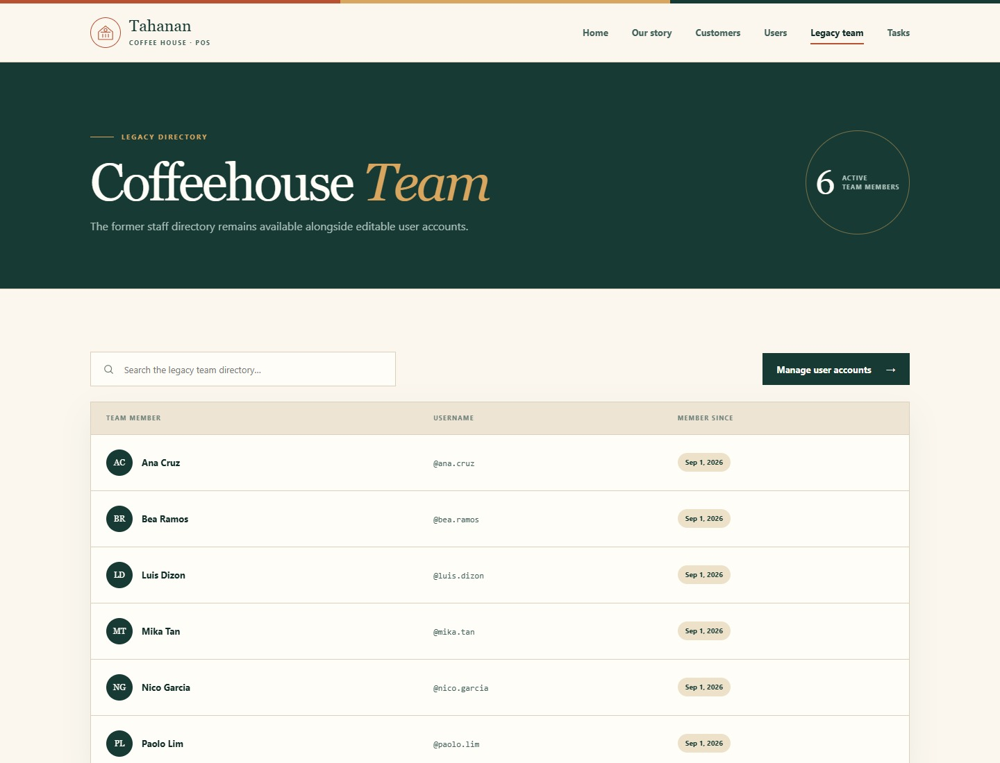 Tahanan
COFFEE HOUSE · POS
Home
Our story
Customers
Users
Legacy team
Tasks
LEGACY DIRECTORY
Coffeehouse Team
The former staff directory remains available alongside editable user accounts.
6
ACTIVE
TEAM MEMBERS
Search the legacy team directory...
Manage user accounts →
TEAM MEMBER
USERNAME
MEMBER SINCE
AC Ana Cruz @ana.cruz Sep 1, 2026
BR Bea Ramos @bea.ramos Sep 1, 2026
LD Luis Dizon @luis.dizon Sep 1, 2026
MT Mika Tan @mika.tan Sep 1, 2026
NG Nico Garcia @nico.garcia Sep 1, 2026
PL Paolo Lim @paolo.lim Sep 1, 2026